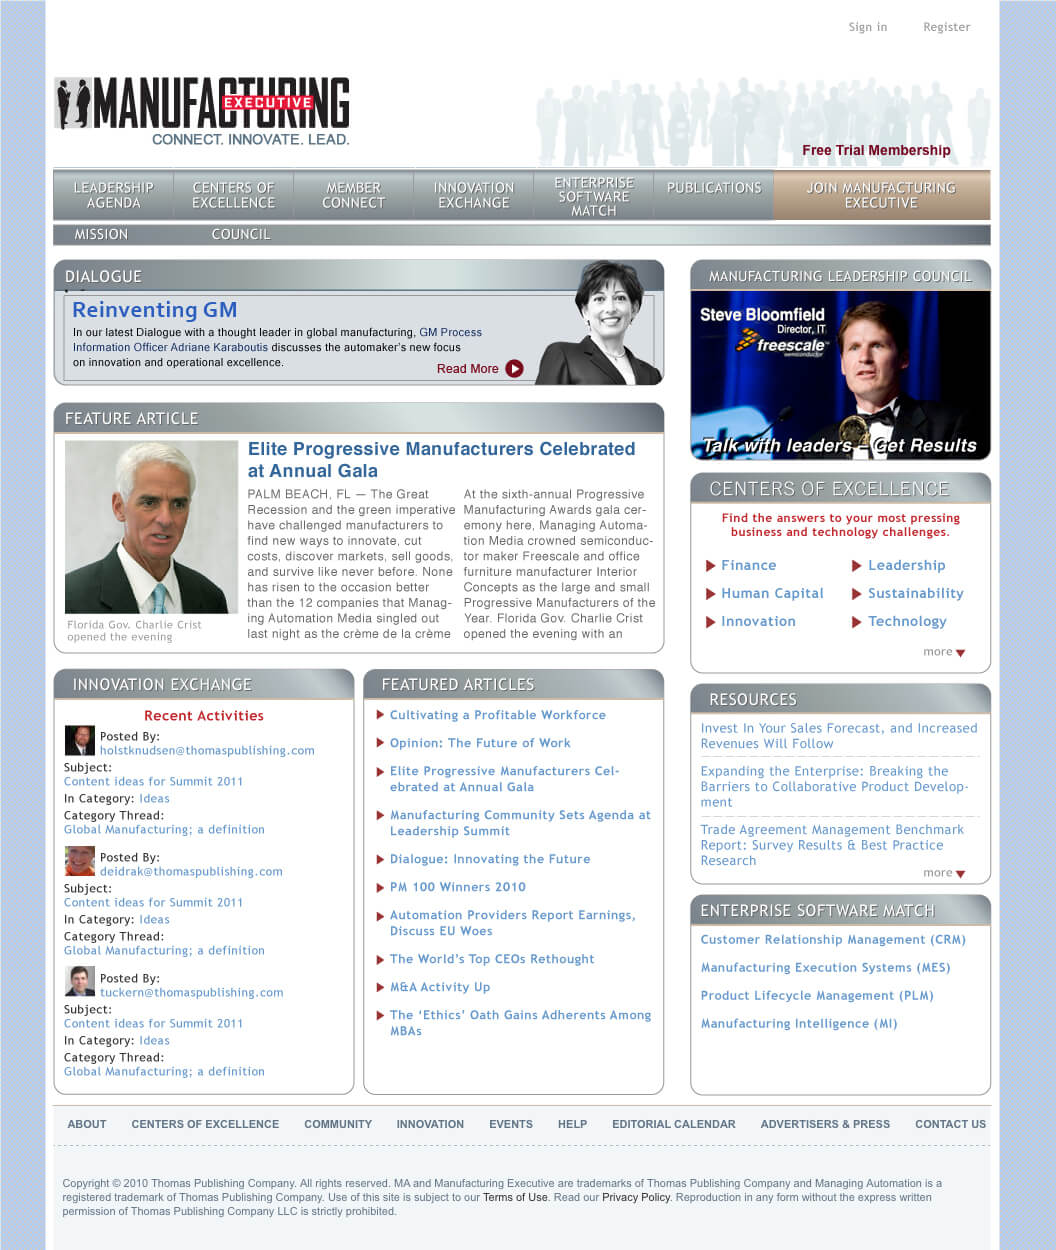 Sign in Register
MANUFACTURING
EXECUTIVE
CONNECT. INNOVATE. LEAD.
Free Trial Membership
LEADERSHIP
AGENDA
CENTERS OF
EXCELLENCE
MEMBER
CONNECT
INNOVATION
EXCHANGE
ENTERPRISE
SOFTWARE
MATCH
PUBLICATIONS
JOIN MANUFACTURING
EXECUTIVE
MISSION COUNCIL
DIALOGUE
Reinventing GM
In our latest Dialogue with a thought leader in global manufacturing, GM Process
Information Officer Adriane Karaboutis discusses the automaker's new focus
on innovation and operational excellence.
Read More
MANUFACTURING LEADERSHIP COUNCIL
Steve Bloomfield
Director, IT
freescale™
semiconductor
Talk with leaders – Get Results
FEATURE ARTICLE
Elite Progressive Manufacturers Celebrated
at Annual Gala
PALM BEACH, FL — The Great
Recession and the green imperative
have challenged manufacturers to
find new ways to innovate, cut
costs, discover markets, sell goods,
and survive like never before. None
has risen to the occasion better
than the 12 companies that Manag-
ing Automation Media singled out
last night as the crème de la crème
At the sixth-annual Progressive
Manufacturing Awards gala cer-
emony here, Managing Automa-
tion Media crowned semiconduc-
tor maker Freescale and office
furniture manufacturer Interior
Concepts as the large and small
Progressive Manufacturers of the
Year. Florida Gov. Charlie Crist
opened the evening with an
Florida Gov. Charlie Crist
opened the evening
CENTERS OF EXCELLENCE
Find the answers to your most pressing
business and technology challenges.
Finance
Human Capital
Innovation
Leadership
Sustainability
Technology
more
INNOVATION EXCHANGE
Recent Activities
Posted By:
holstknudsen@thomaspublishing.com
Subject:
Content ideas for Summit 2011
In Category: Ideas
Category Thread:
Global Manufacturing; a definition
Posted By:
deidrak@thomaspublishing.com
Subject:
Content ideas for Summit 2011
In Category: Ideas
Category Thread:
Global Manufacturing; a definition
Posted By:
tuckern@thomaspublishing.com
Subject:
Content ideas for Summit 2011
In Category: Ideas
Category Thread:
Global Manufacturing; a definition
FEATURED ARTICLES
Cultivating a Profitable Workforce
Opinion: The Future of Work
Elite Progressive Manufacturers Cel-
ebrated at Annual Gala
Manufacturing Community Sets Agenda at
Leadership Summit
Dialogue: Innovating the Future
PM 100 Winners 2010
Automation Providers Report Earnings,
Discuss EU Woes
The World's Top CEOs Rethought
M&A Activity Up
The ‘Ethics’ Oath Gains Adherents Among
MBAs
RESOURCES
Invest In Your Sales Forecast, and Increased
Revenues Will Follow
Expanding the Enterprise: Breaking the
Barriers to Collaborative Product Develop-
ment
Trade Agreement Management Benchmark
Report: Survey Results & Best Practice
Research
more
ENTERPRISE SOFTWARE MATCH
Customer Relationship Management (CRM)
Manufacturing Execution Systems (MES)
Product Lifecycle Management (PLM)
Manufacturing Intelligence (MI)
ABOUT CENTERS OF EXCELLENCE COMMUNITY INNOVATION EVENTS HELP EDITORIAL CALENDAR ADVERTISERS & PRESS CONTACT US
Copyright © 2010 Thomas Publishing Company. All rights reserved. MA and Manufacturing Executive are trademarks of Thomas Publishing Company and Managing Automation is a
registered trademark of Thomas Publishing Company. Use of this site is subject to our Terms of Use. Read our Privacy Policy. Reproduction in any form without the express written
permission of Thomas Publishing Company LLC is strictly prohibited.